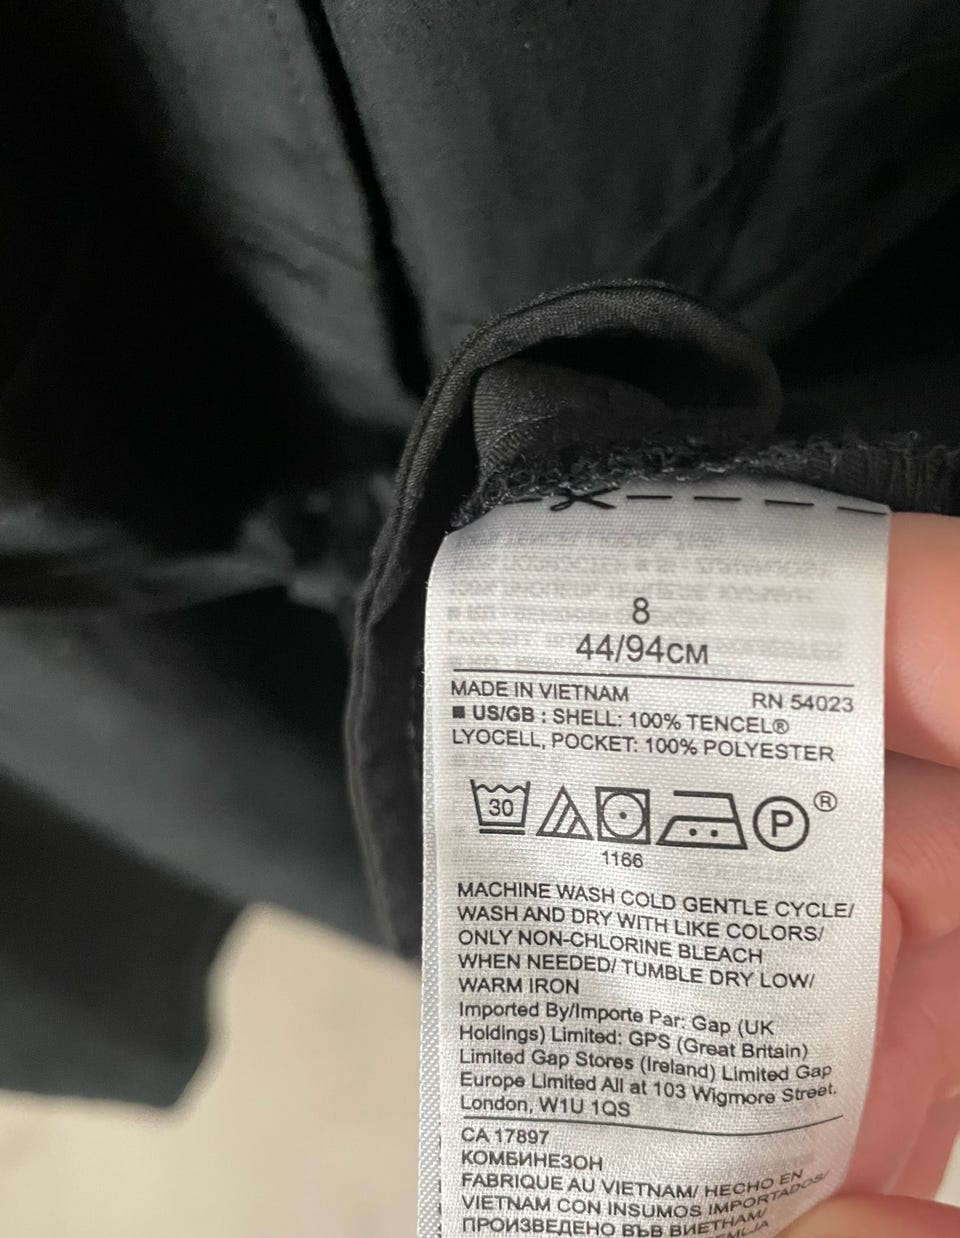 8
44/94СМ
MADE IN VIETNAM RN 54023
■ US/GB : SHELL: 100% TENCEL®
LYOCELL, POCKET: 100% POLYESTER
30 P ®
1166
MACHINE WASH COLD GENTLE CYCLE/
WASH AND DRY WITH LIKE COLORS/
ONLY NON-CHLORINE BLEACH
WHEN NEEDED/ TUMBLE DRY LOW/
WARM IRON
Imported By/Importe Par: Gap (UK
Holdings) Limited: GPS (Great Britain)
Limited Gap Stores (Ireland) Limited Gap
Europe Limited All at 103 Wigmore Street.
London, W1U 1QS
CA 17897
КОМБИНЕЗОН
FABRIQUE AU VIETNAM/ HECHO EN
VIETNAM CON INSUMOS IMPORTADOS/
ПРОИЗВЕДЕНО ВЪВ ВИЕТНАМ/